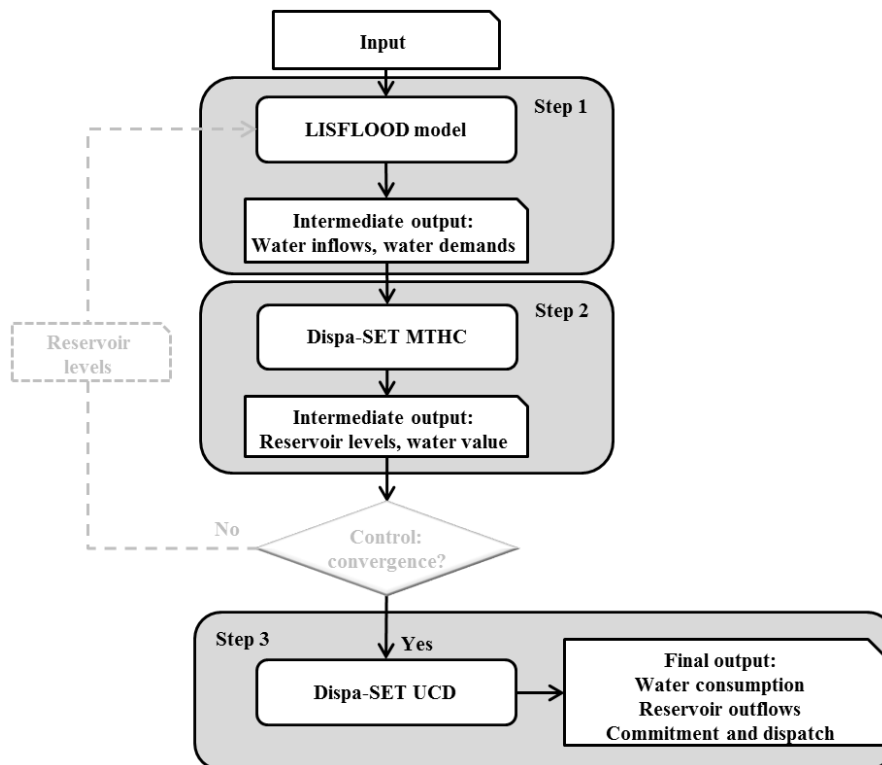 Input
Step 1
LISFLOOD model
Intermediate output:
Water inflows, water demands
Step 2
Dispa-SET MTHC
Reservoir
levels
Intermediate output:
Reservoir levels, water value
No
Control:
convergence?
Step 3
Yes
Dispa-SET UCD
Final output:
Water consumption
Reservoir outflows
Commitment and dispatch